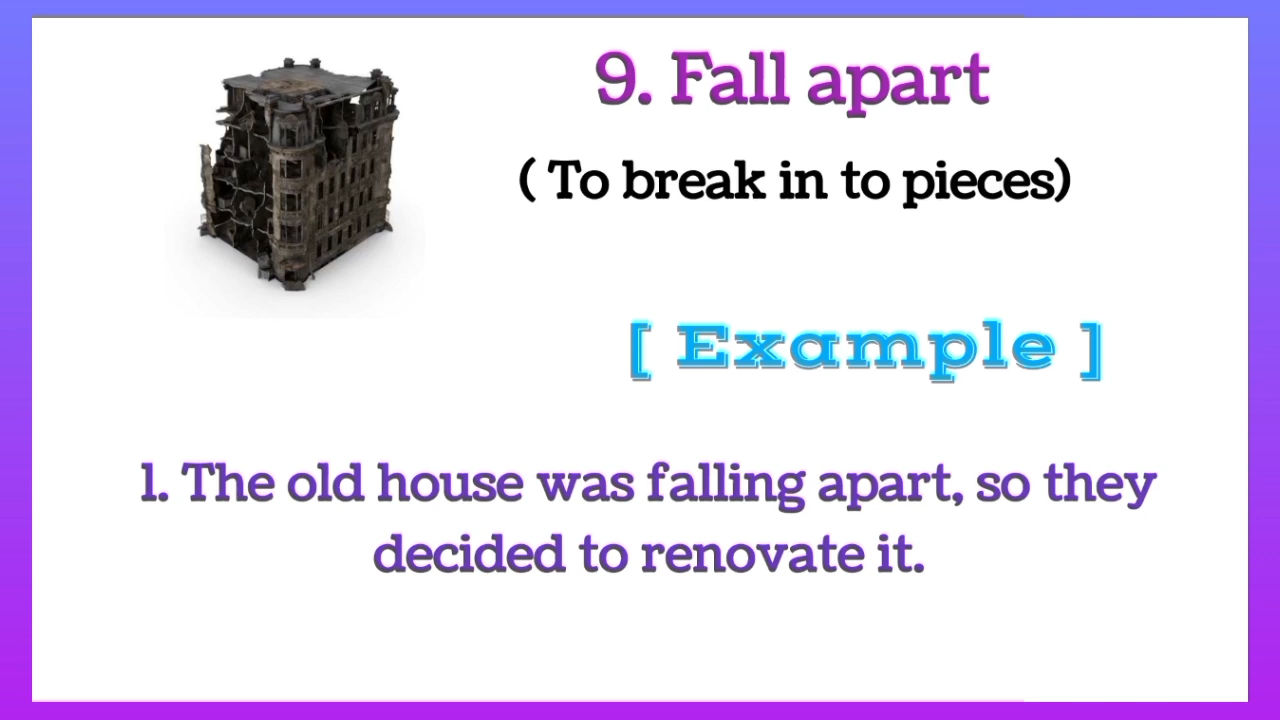 9. Fall apart
( To break in to pieces)
[ Example ]
1. The old house was falling apart, so they
decided to renovate it.